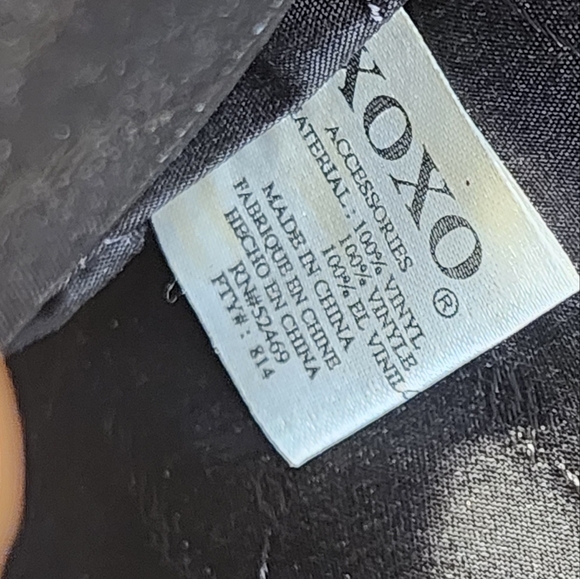 XOXO®
ACCESSORIES
MATERIAL: 100% VINYL
100% VINYLE
100% EL VINIL
MADE IN CHINA
FABRIQUE EN CHINE
HECHO EN CHINA
RN#52469
FTY#: 814